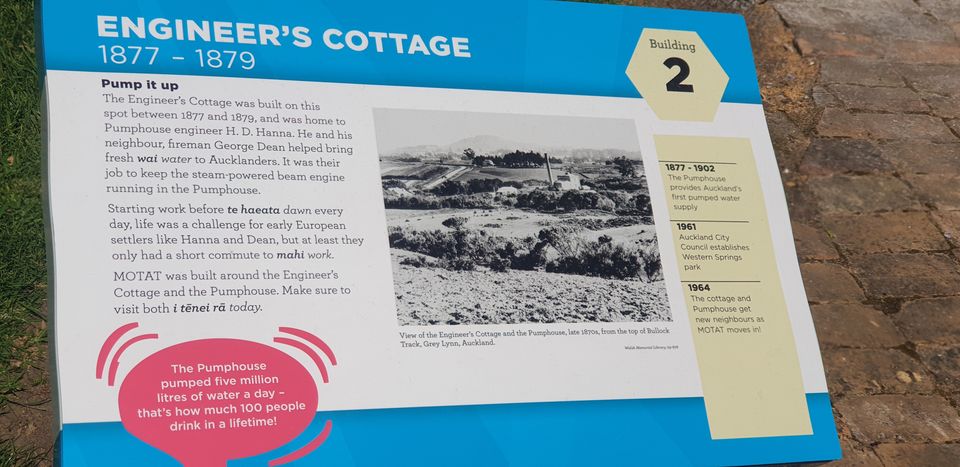 ENGINEER'S COTTAGE
1877 – 1879
Building
2
Pump it up
The Engineer's Cottage was built on this
spot between 1877 and 1879, and was home to
Pumphouse engineer H. D. Hanna. He and his
neighbour, fireman George Dean helped bring
fresh wai water to Aucklanders. It was their
job to keep the steam-powered beam engine
running in the Pumphouse.
Starting work before te haeata dawn every
day, life was a challenge for early European
settlers like Hanna and Dean, but at least they
only had a short commute to mahi work.
MOTAT was built around the Engineer's
Cottage and the Pumphouse. Make sure to
visit both i tēnei rā today.
The Pumphouse
pumped five million
litres of water a day –
that's how much 100 people
drink in a lifetime!
View of the Engineer's Cottage and the Pumphouse, late 1870s, from the top of Bullock
Track, Grey Lynn, Auckland.
Walsh Memorial Library,
1877 - 1902
The Pumphouse
provides Auckland's
first pumped water
supply
1961
Auckland City
Council establishes
Western Springs
park
1964
The cottage and
Pumphouse get
new neighbours as
MOTAT moves in!